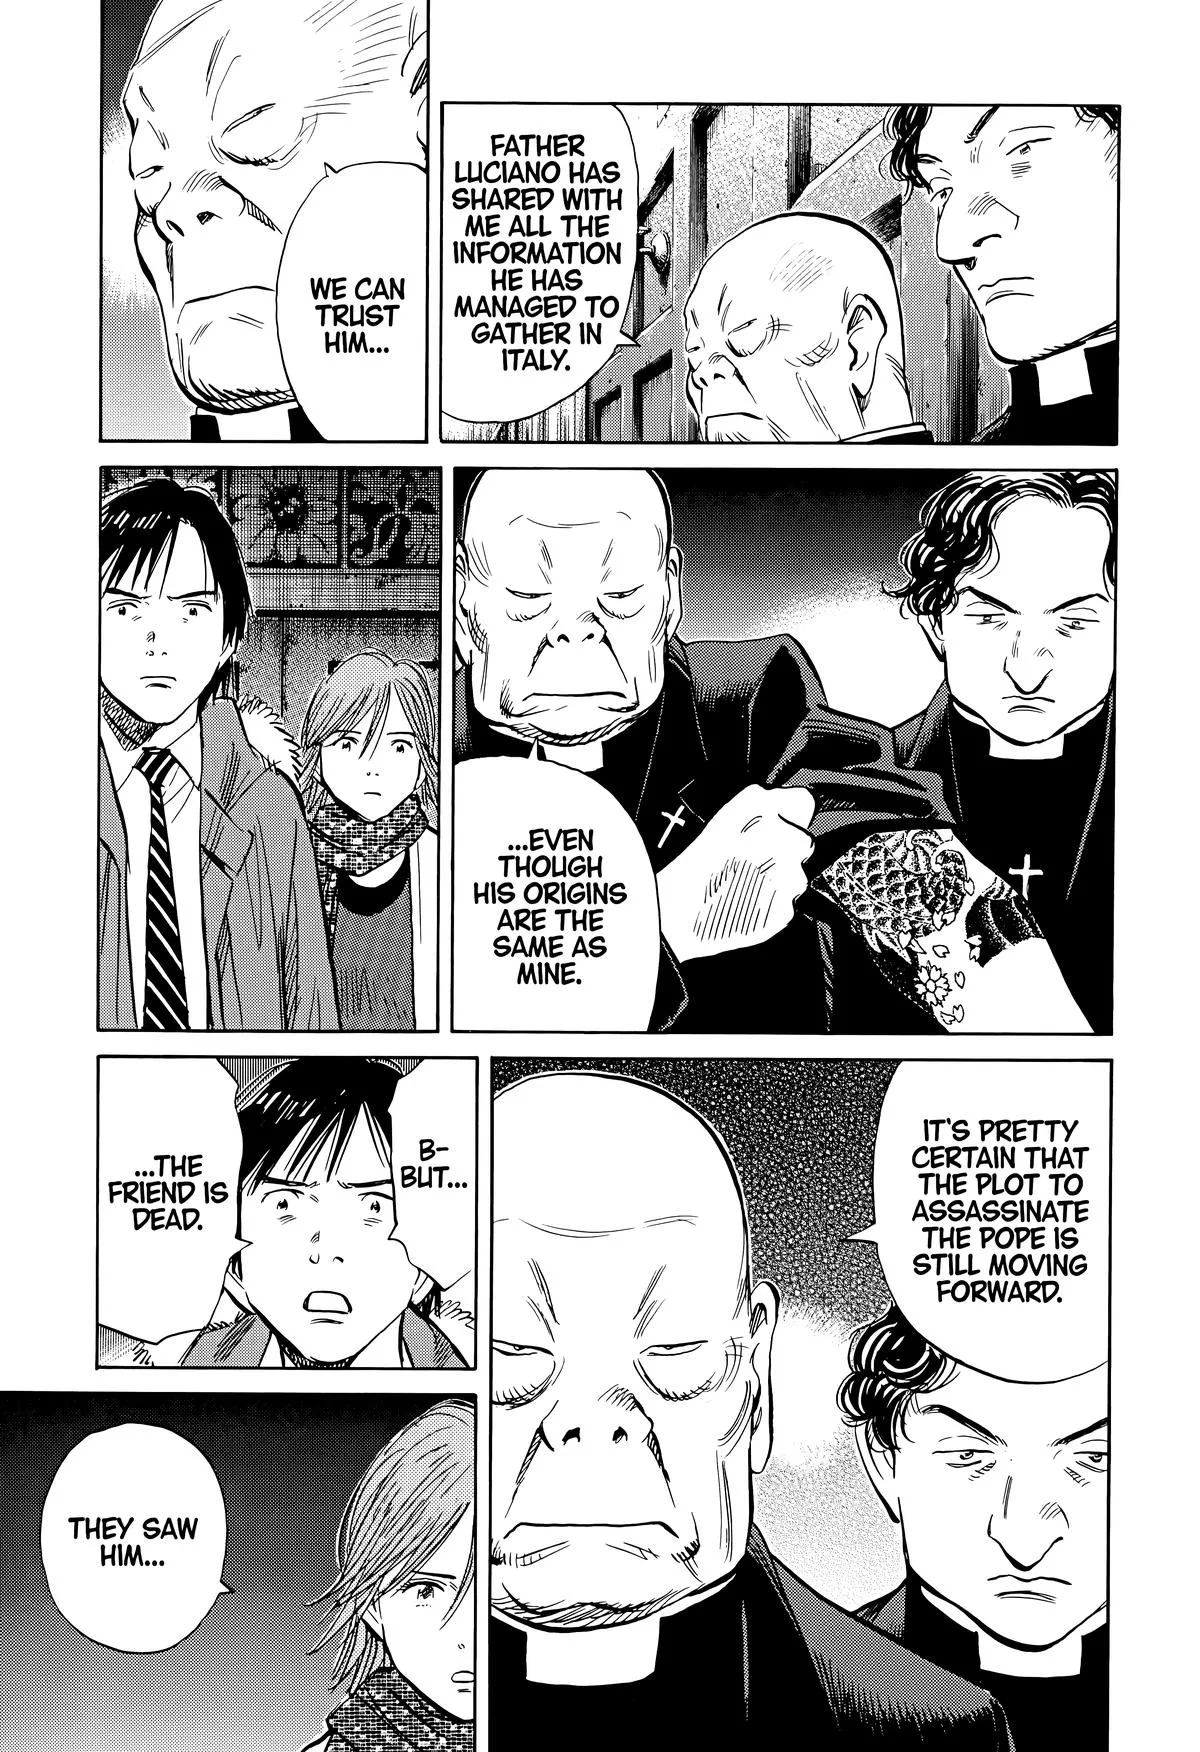 FATHER
LUCIANO HAS
SHARED WITH
ME ALL THE
INFORMATION
HE HAS
MANAGED TO
GATHER IN
ITALY.
WE CAN
TRUST
HIM...
...EVEN
THOUGH
HIS ORIGINS
ARE THE
SAME AS
MINE.
IT'S PRETTY
CERTAIN THAT
THE PLOT TO
ASSASSINATE
THE POPE IS
STILL MOVING
FORWARD.
B-
BUT...
...THE
FRIEND IS
DEAD.
THEY SAW
HIM...